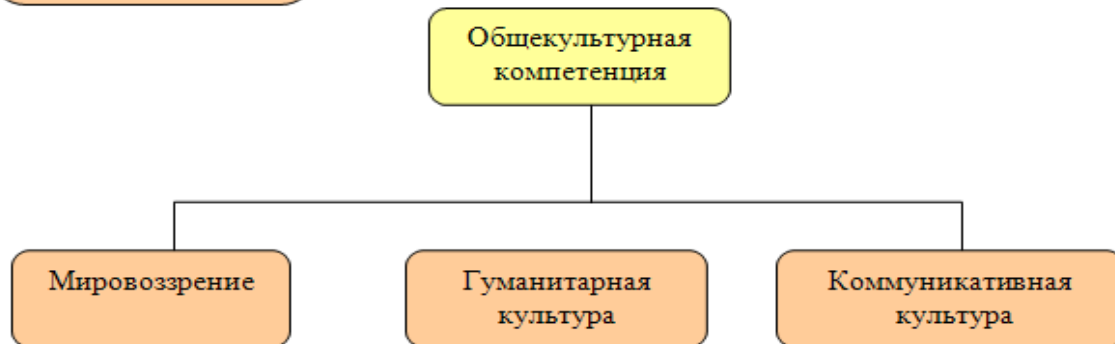 Общекультурная
компетенция
Мировоззрение
Гуманитарная
культура
Коммуникативная
культура